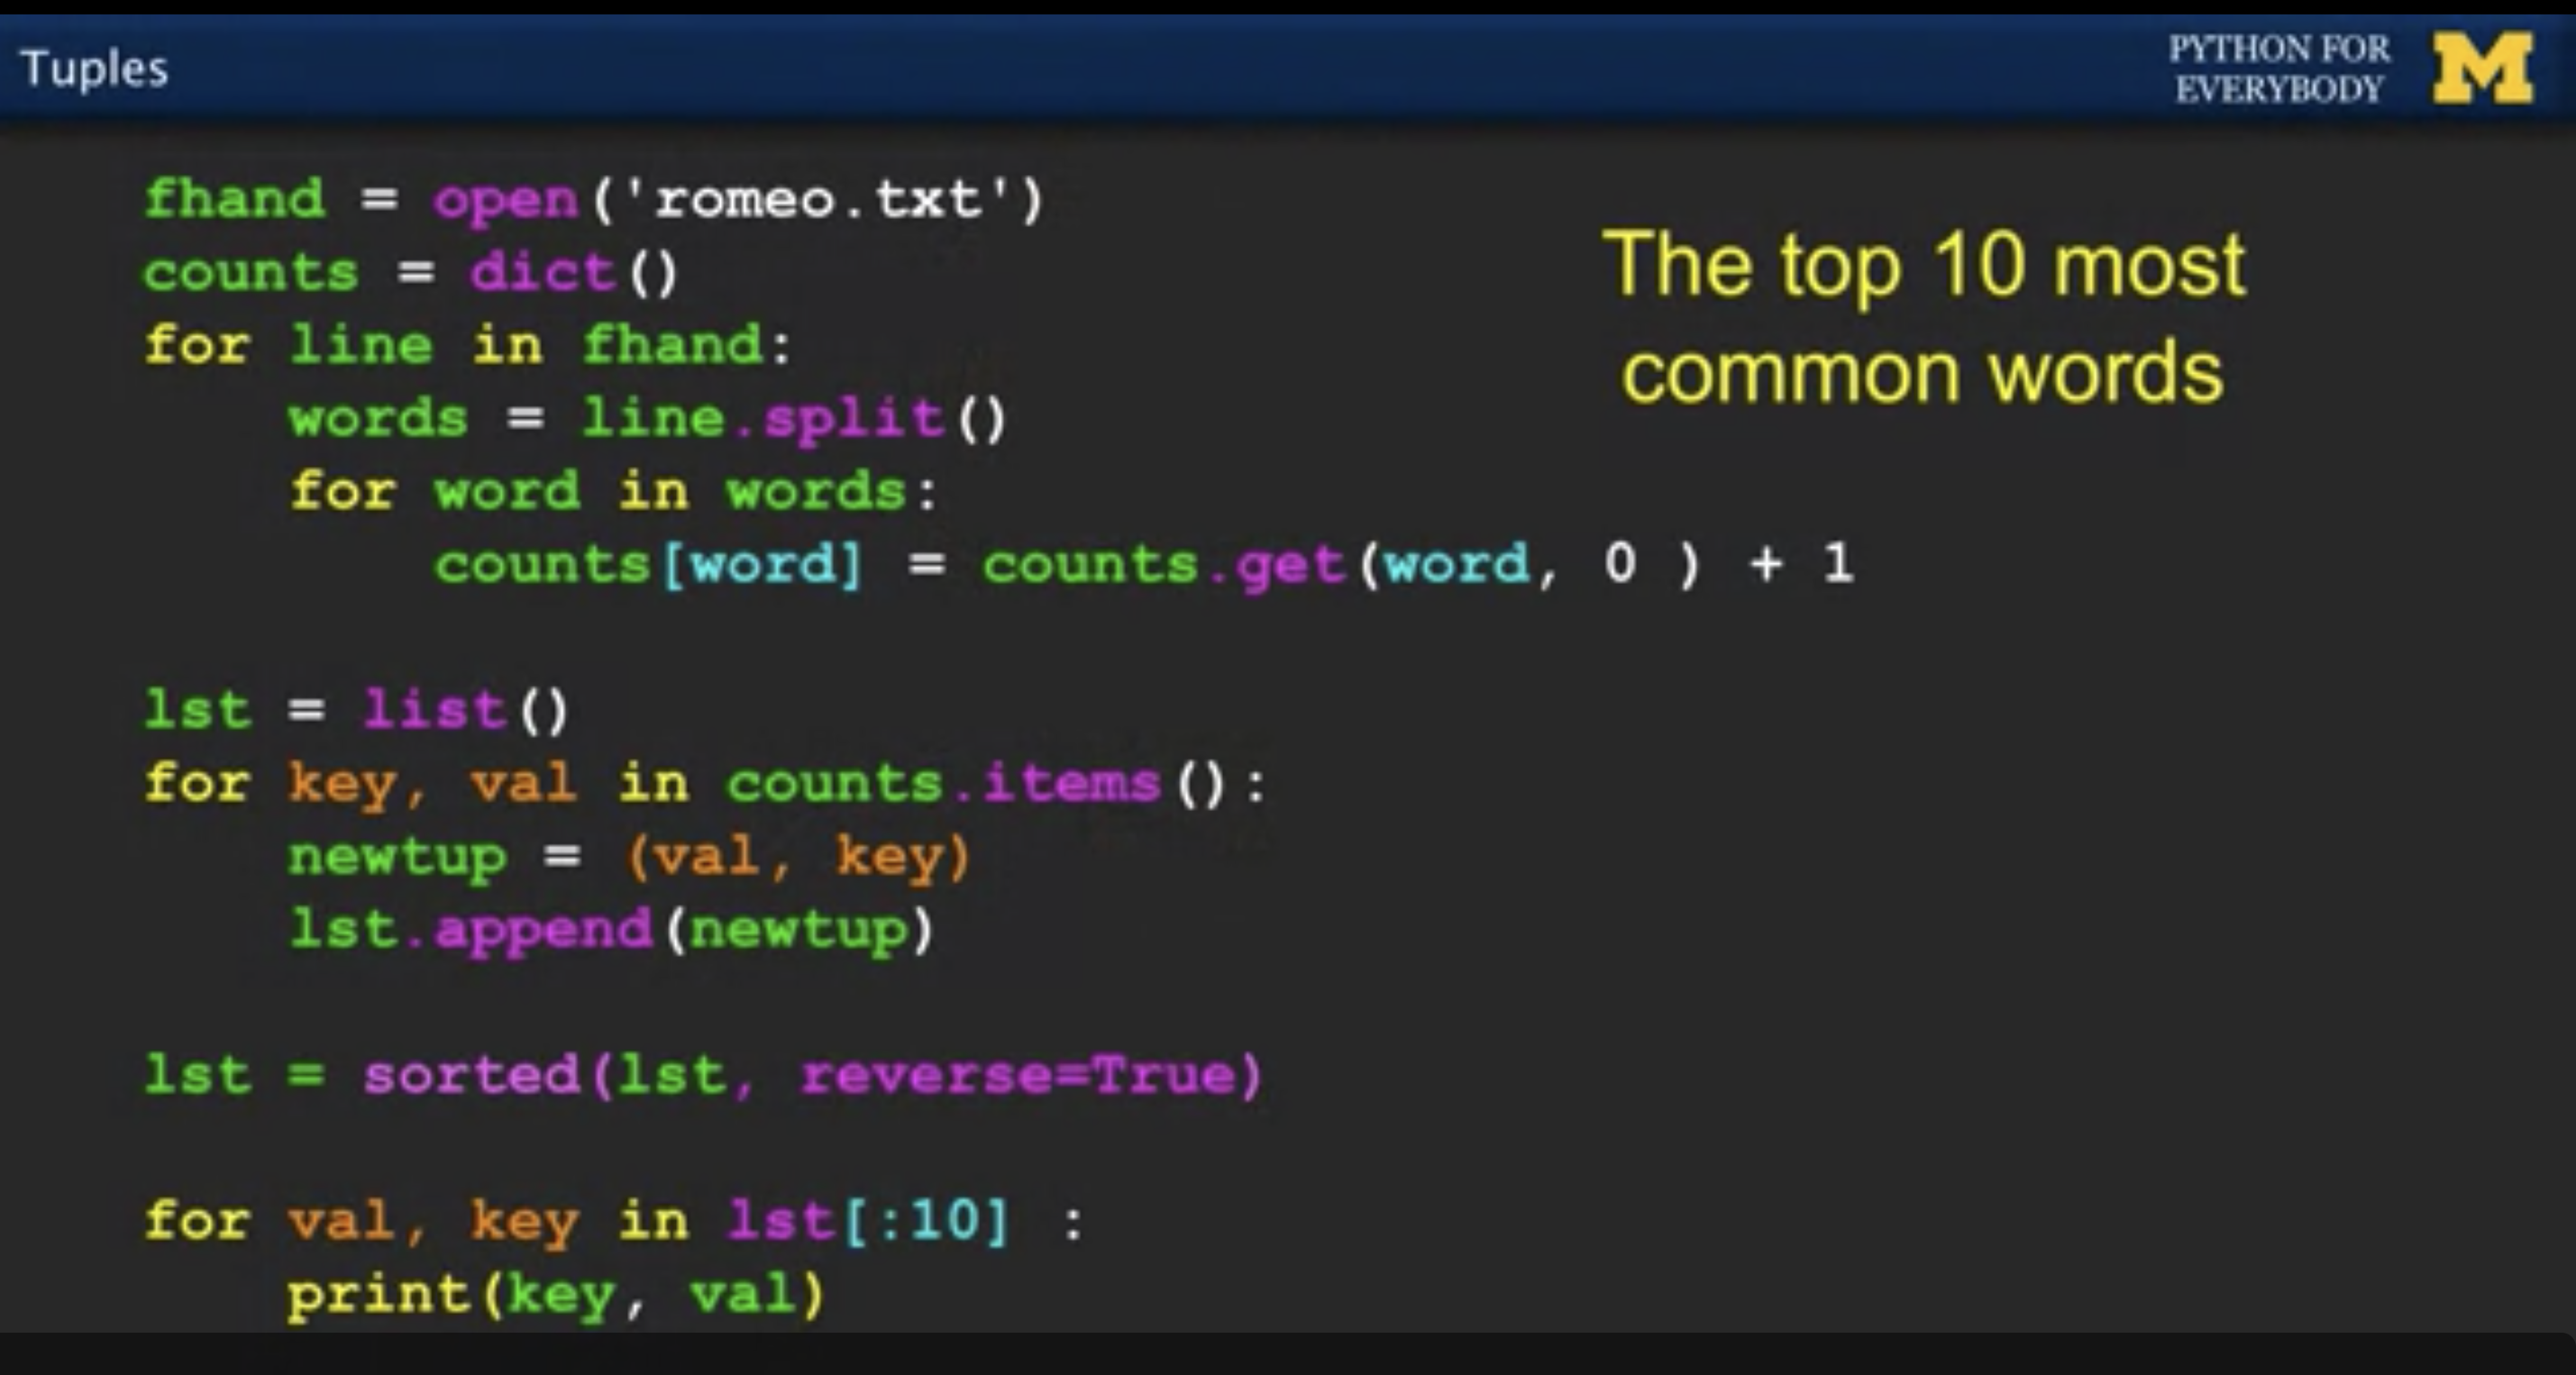 Tuples
PYTHON FOR
EVERYBODY
M
fhand = open('romeo.txt')
counts = dict()
for line in fhand:
    words = line.split()
    for word in words:
        counts[word] = counts.get(word, 0 ) + 1
The top 10 most
common words
lst = list()
for key, val in counts.items():
    newtup = (val, key)
    lst.append(newtup)
lst = sorted(lst, reverse=True)
for val, key in lst[:10] :
    print(key, val)